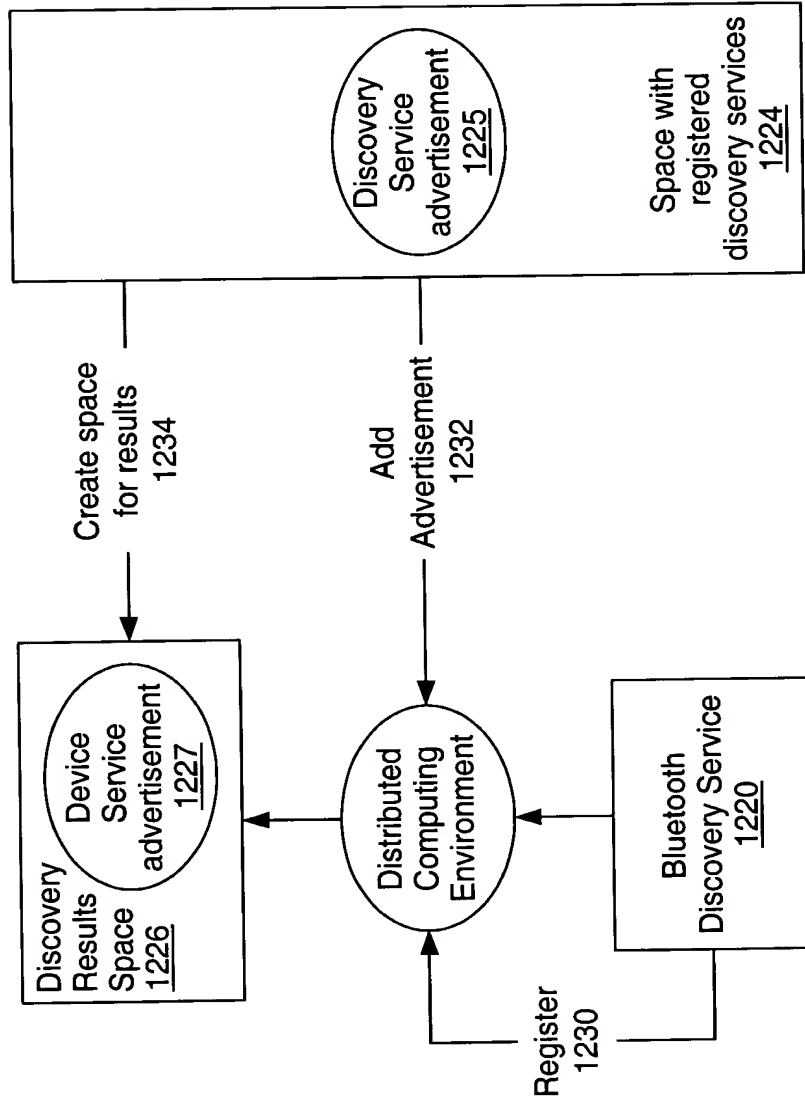 Discovery
Results
Space
1226
Device
Service
advertisement
1227
Create space
for results
1234
Discovery
Service
advertisement
1225
Space with
registered
discovery services
1224
Distributed
Computing
Environment
Add
Advertisement
1232
Register
1230
Bluetooth
Discovery Service
1220